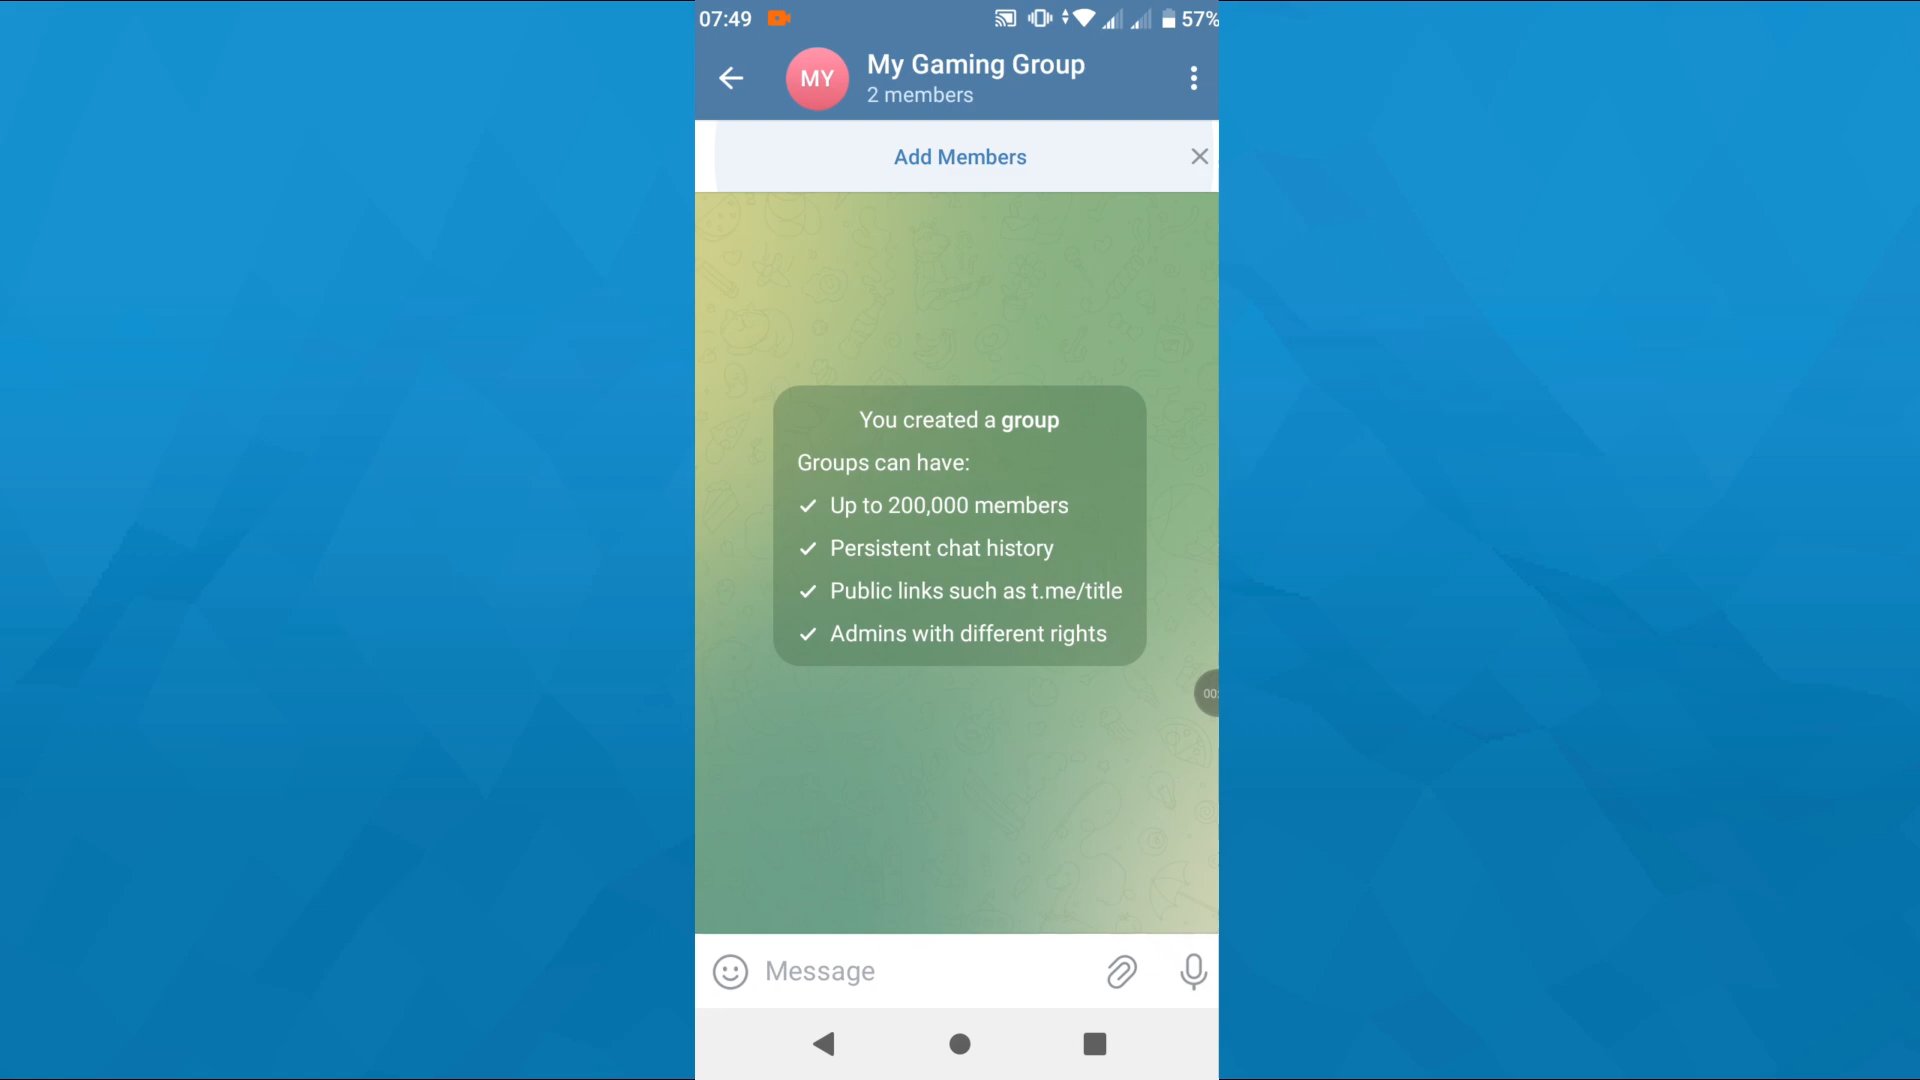 07:49
57%
MY
My Gaming Group
2 members
Add Members
You created a group
Groups can have:
Up to 200,000 members
Persistent chat history
Public links such as t.me/title
Admins with different rights
00:
Message